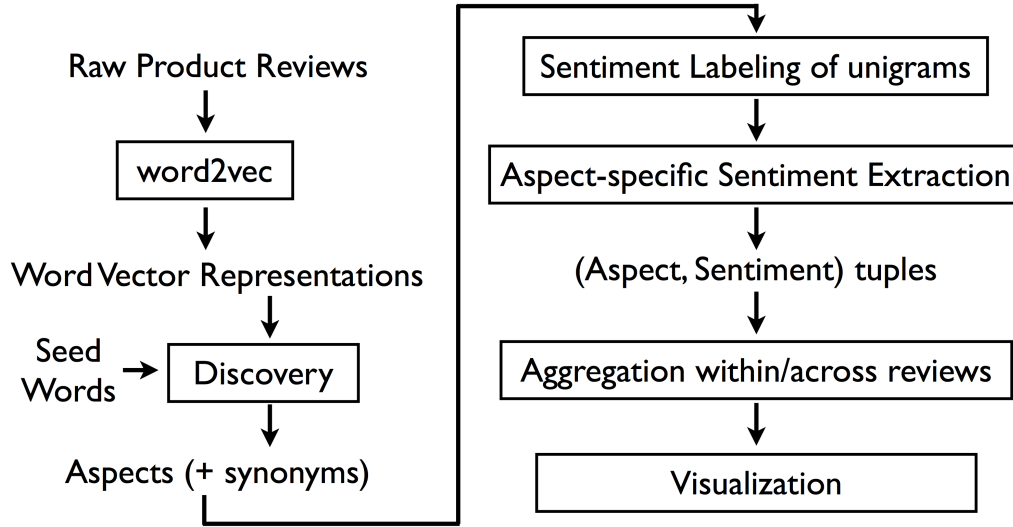 Raw Product Reviews
word2vec
Word Vector Representations
Seed
Words
Discovery
Aspects (+ synonyms)
Sentiment Labeling of unigrams
Aspect-specific Sentiment Extraction
(Aspect, Sentiment) tuples
Aggregation within/across reviews
Visualization